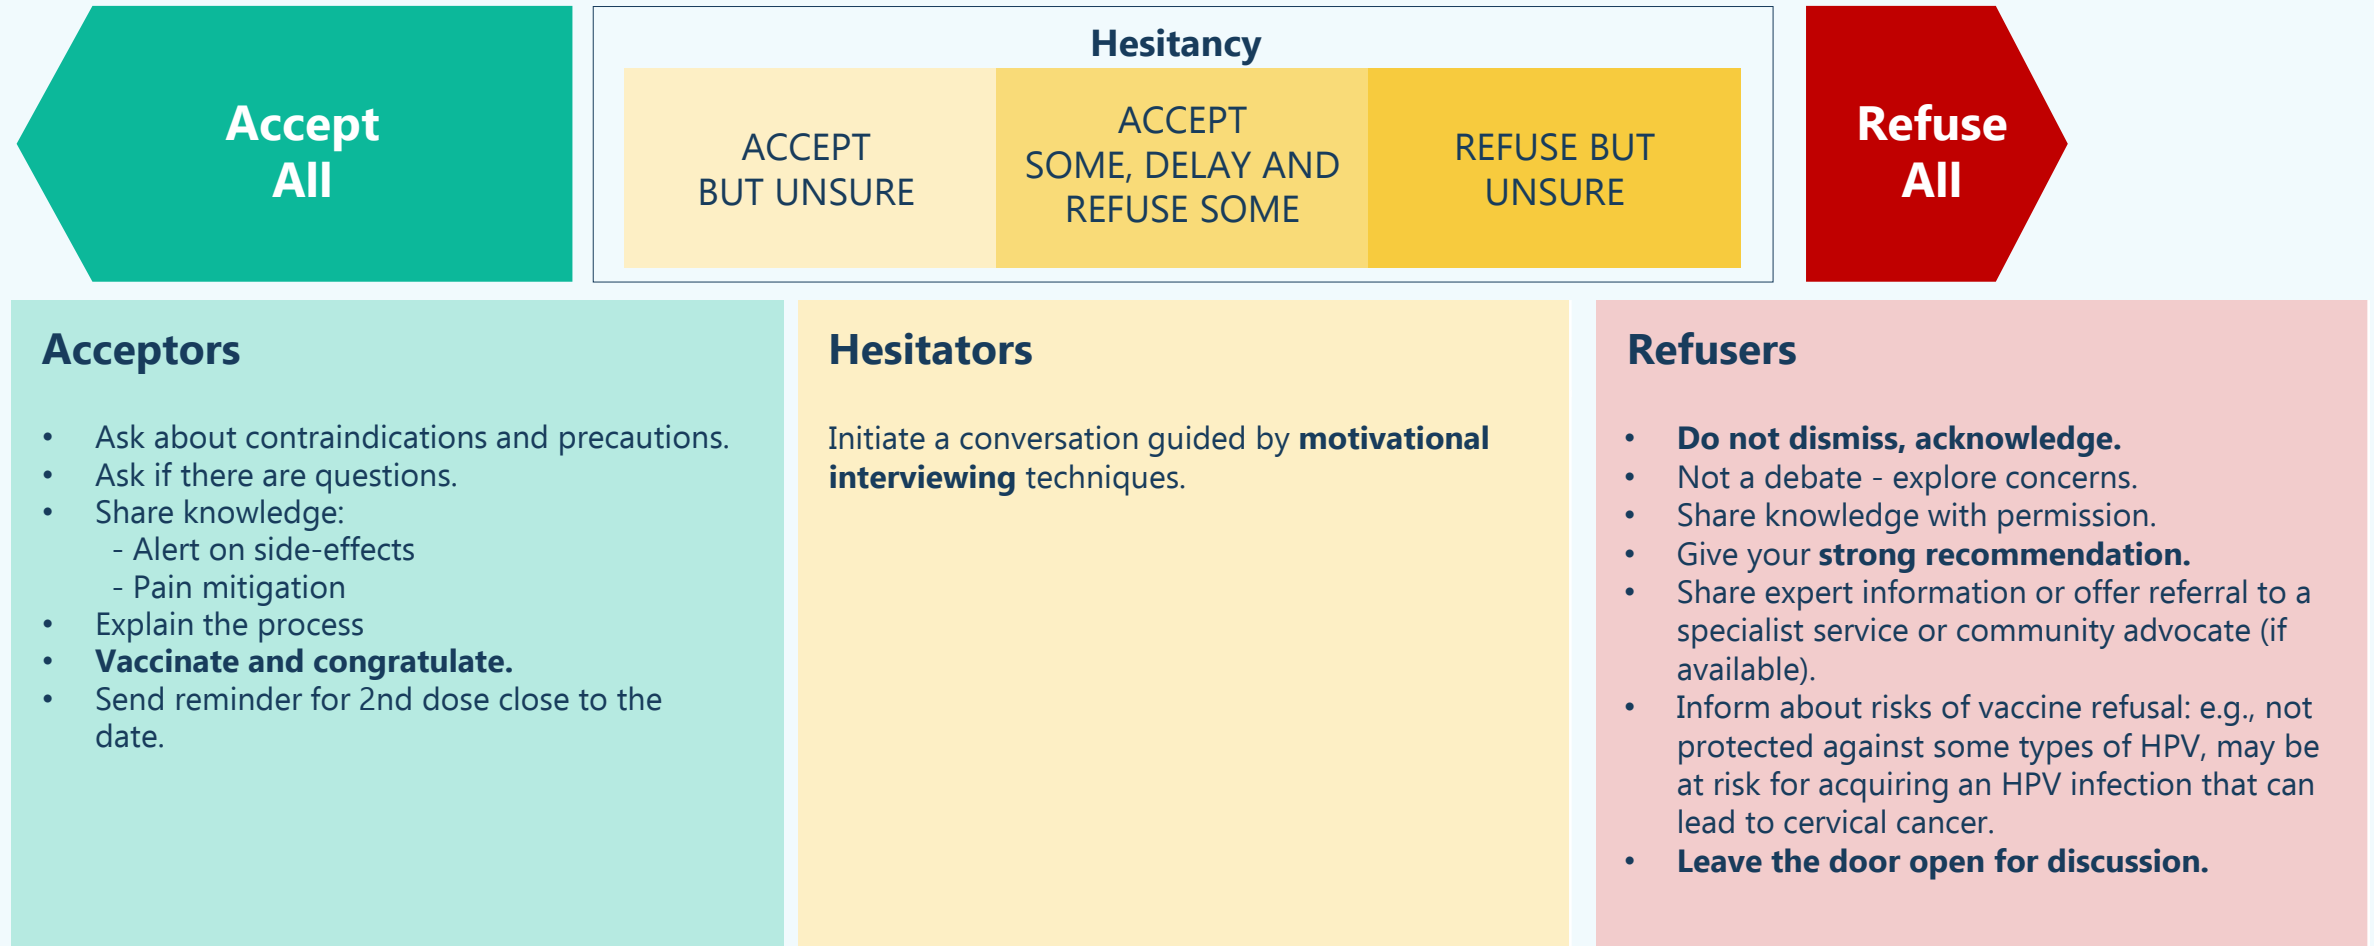 Accept
All
Hesitancy
ACCEPT
BUT UNSURE
ACCEPT
SOME, DELAY AND
REFUSE SOME
REFUSE BUT
UNSURE
Refuse
All
Acceptors
• Ask about contraindications and precautions.
• Ask if there are questions.
• Share knowledge:
- Alert on side-effects
- Pain mitigation
• Explain the process
• Vaccinate and congratulate.
• Send reminder for 2nd dose close to the
date.
Hesitators
Initiate a conversation guided by motivational
interviewing techniques.
Refusers
• Do not dismiss, acknowledge.
• Not a debate - explore concerns.
• Share knowledge with permission.
• Give your strong recommendation.
• Share expert information or offer referral to a
specialist service or community advocate (if
available).
• Inform about risks of vaccine refusal: e.g., not
protected against some types of HPV, may be
at risk for acquiring an HPV infection that can
lead to cervical cancer.
• Leave the door open for discussion.